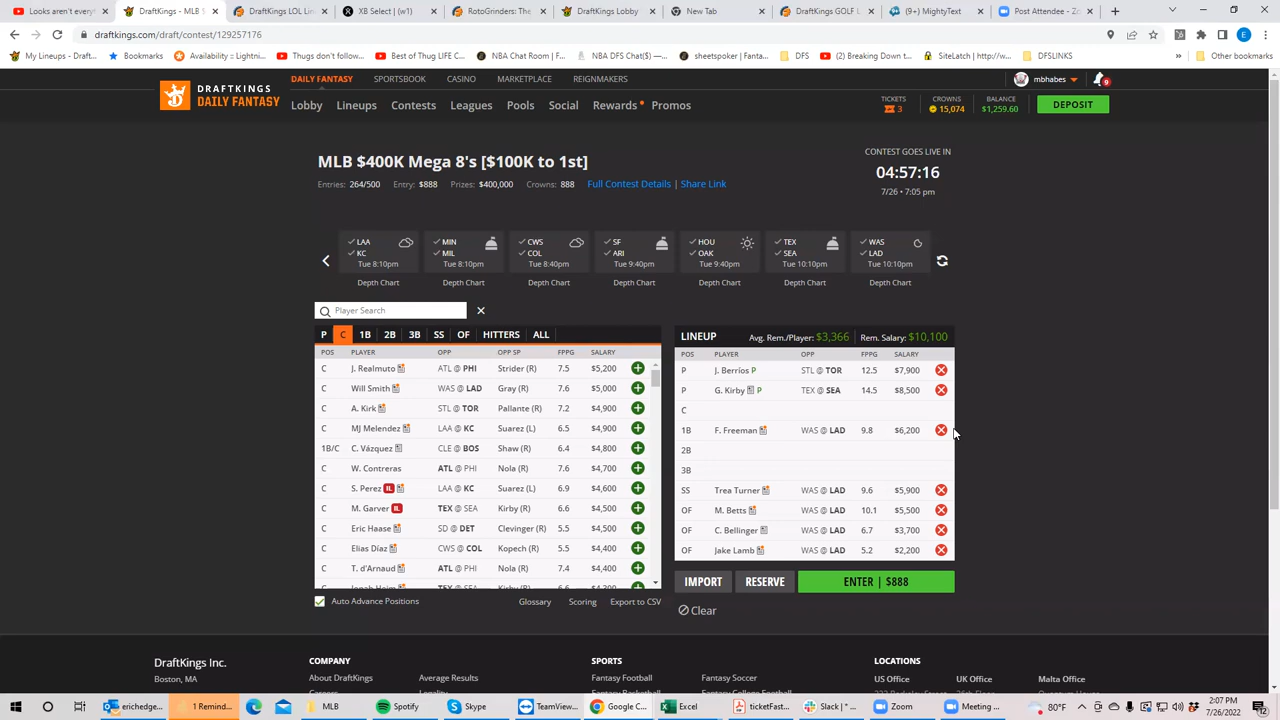 Looks aren't every
DraftKings - MLB $
DraftKings LOL Lin
XB Select | (w1)
RotoGrinders: The
DraftKings Lobby
New Tab
DraftKings GOLF L
(9+) MightyText
Post Attendee - Zo
draftkings.com/draft/contest/129257176
E
My Lineups - Draft...
Bookmarks
Availability :: Lightnin...
Thugs don't follow...
Best of Thug LIFE C...
NBA Chat Room | F...
NBA DFS Chat($) —...
sheetspoker | Fanta...
DFS
(2) Breaking Down t...
SiteLatch | http://w...
DFSLINKS
»
Other bookmarks
DRAFTKINGS
DAILY FANTASY
DAILY FANTASY SPORTSBOOK CASINO MARKETPLACE REIGNMAKERS
mbhabes
9
Lobby Lineups Contests Leagues Pools Social Rewards Promos
TICKETS
3
CROWNS
15,074
BALANCE
$1,259.60
DEPOSIT
MLB $400K Mega 8's [$100K to 1st]
Entries: 264/500 Entry: $888 Prizes: $400,000 Crowns: 888 Full Contest Details | Share Link
CONTEST GOES LIVE IN
04:57:16
7/26 • 7:05 pm
LAA
KC
Tue 8:10pm
Depth Chart
MIN
MIL
Tue 8:10pm
Depth Chart
CWS
COL
Tue 8:40pm
Depth Chart
SF
ARI
Tue 9:40pm
Depth Chart
HOU
OAK
Tue 9:40pm
Depth Chart
TEX
SEA
Tue 10:10pm
Depth Chart
WAS
LAD
Tue 10:10pm
Depth Chart
Player Search
P C 1B 2B 3B SS OF HITTERS ALL
POS PLAYER OPP OPP SP FPPG SALARY
C J. Realmuto ATL @ PHI Strider (R) 7.5 $5,200
C Will Smith WAS @ LAD Gray (R) 7.6 $5,000
C A. Kirk STL @ TOR Pallante (R) 7.2 $4,900
C MJ Melendez LAA @ KC Suarez (L) 6.5 $4,900
1B/C C. Vázquez CLE @ BOS Shaw (R) 6.4 $4,800
C W. Contreras ATL @ PHI Nola (R) 7.6 $4,700
C S. Perez IL LAA @ KC Suarez (L) 6.9 $4,600
C M. Garver IL TEX @ SEA Kirby (R) 6.6 $4,500
C Eric Haase SD @ DET Clevinger (R) 5.5 $4,500
C Elias Díaz CWS @ COL Kopech (R) 5.5 $4,400
C T. d'Arnaud ATL @ PHI Nola (R) 7.4 $4,400
LINEUP Avg. Rem./Player: $3,366 Rem. Salary: $10,100
POS PLAYER OPP FPPG SALARY
P J. Berríos P STL @ TOR 12.5 $7,900
P G. Kirby P TEX @ SEA 14.5 $8,500
C
1B F. Freeman WAS @ LAD 9.8 $6,200
2B
3B
SS Trea Turner WAS @ LAD 9.6 $5,900
OF M. Betts WAS @ LAD 10.1 $5,500
OF C. Bellinger WAS @ LAD 6.7 $3,700
OF Jake Lamb WAS @ LAD 5.2 $2,200
IMPORT RESERVE ENTER | $888
Clear
Auto Advance Positions
Glossary Scoring Export to CSV
DraftKings Inc.
Boston, MA
COMPANY
About DraftKings
Careers
Average Results
SPORTS
Fantasy Football
Fantasy Soccer
LOCATIONS
US Office
UK Office
Malta Office
erichedge...
1 Remind...
MLB
Spotify
Skype
TeamView...
Google C...
Excel
ticketFast...
Slack | "...
Zoom
Meeting ...
80°F
2:07 PM
7/26/2022